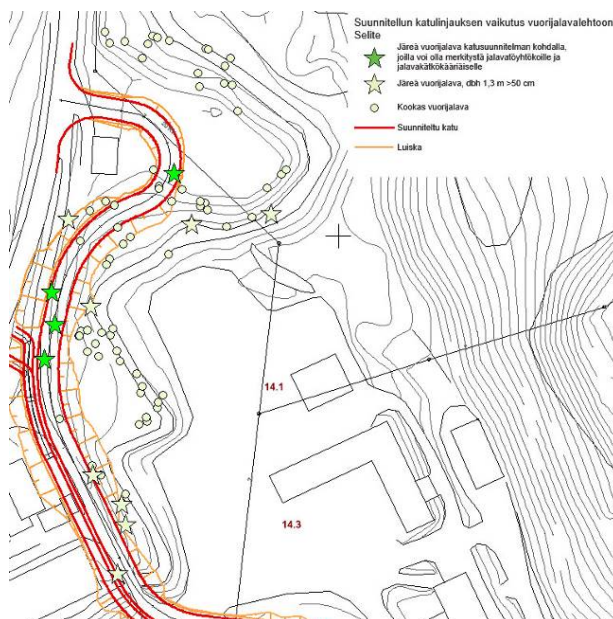 Suunnitellun katulinjauksen vaikutus vuorijalavalehtoon
Selite
Järeä vuorijalava katusuunnitelman kohdalla,
joilla voi olla merkitystä jalavatöyhtökoille ja
jalavakätkökääriäiselle
Järeä vuorijalava, dbh 1,3 m >50 cm
Kookas vuorijalava
Suunniteltu katu
Luiska
14.1
14.3